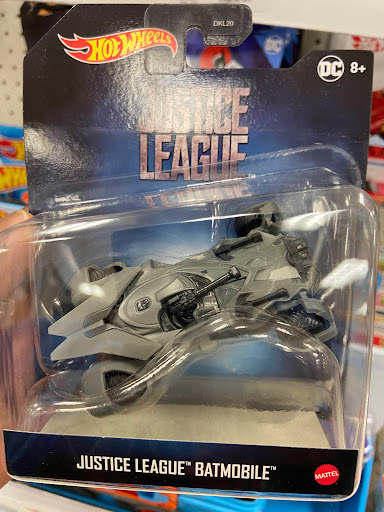 DKL20
HOT WHEELS
DC 8+
JUSTICE
LEAGUE
JUSTICE LEAGUE™ BATMOBILE™
MATTEL